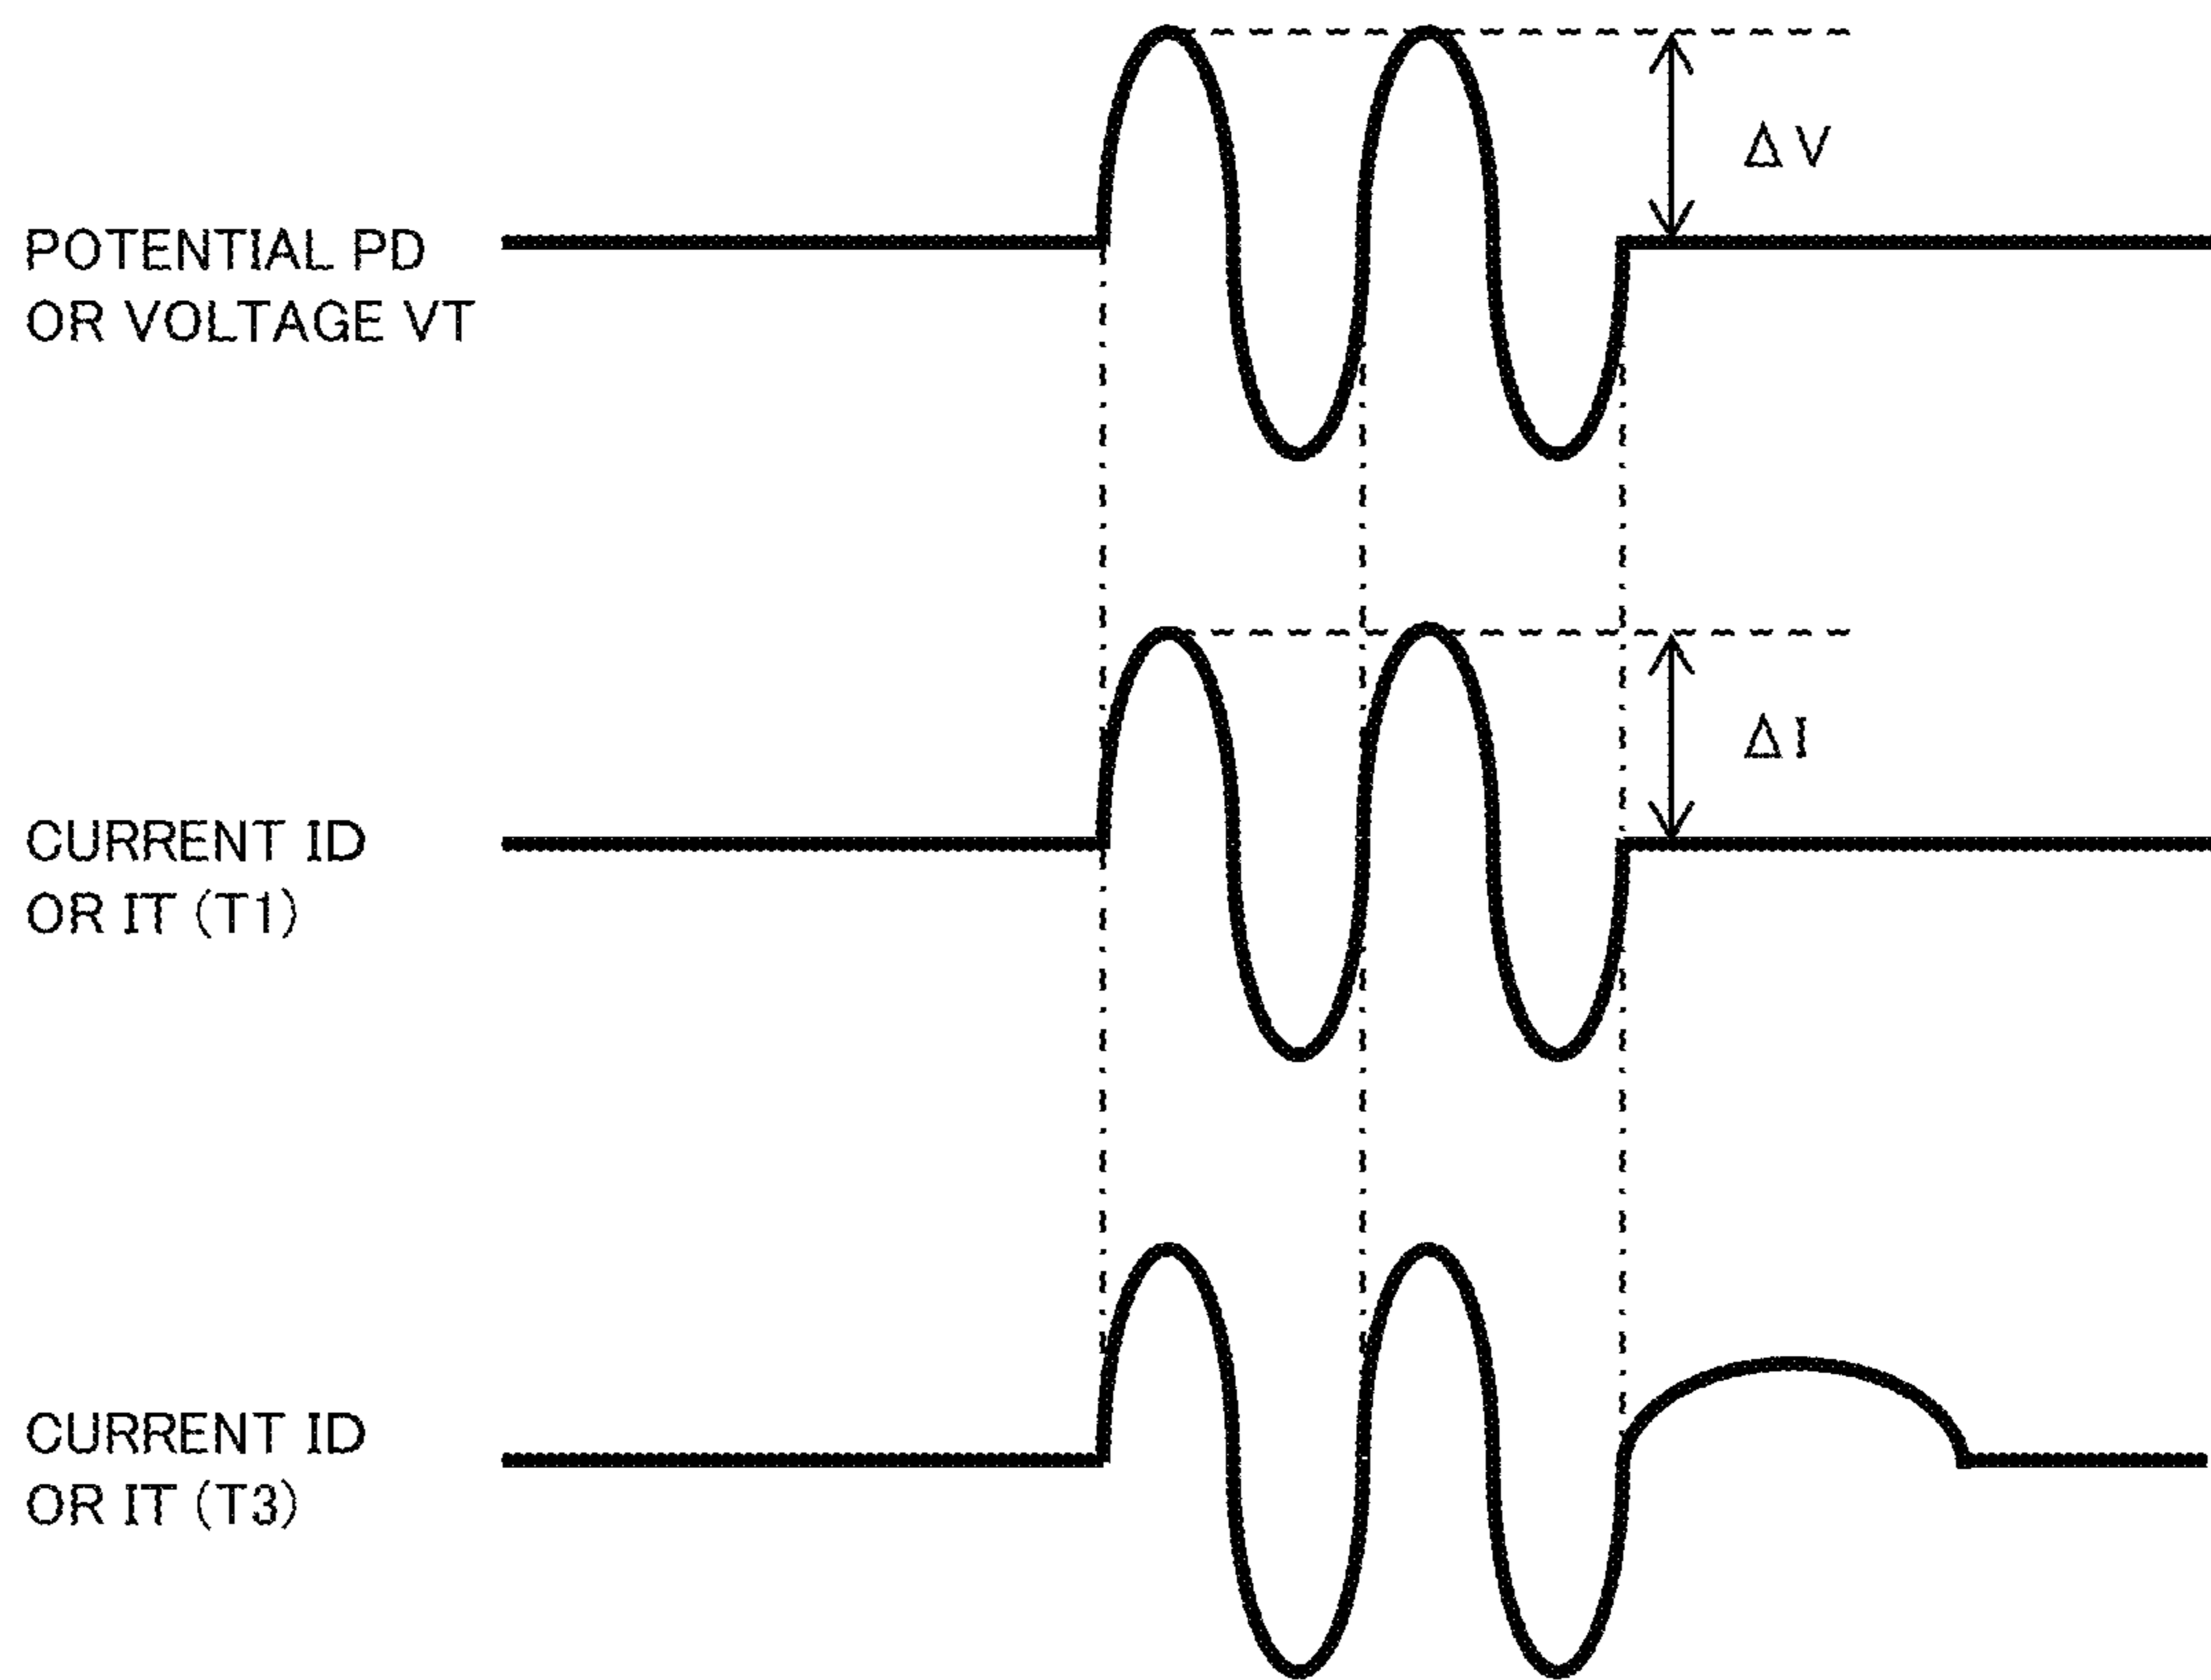 ΔV
POTENTIAL PD
OR VOLTAGE VT
ΔI
CURRENT ID
OR IT (T1)
CURRENT ID
OR IT (T3)